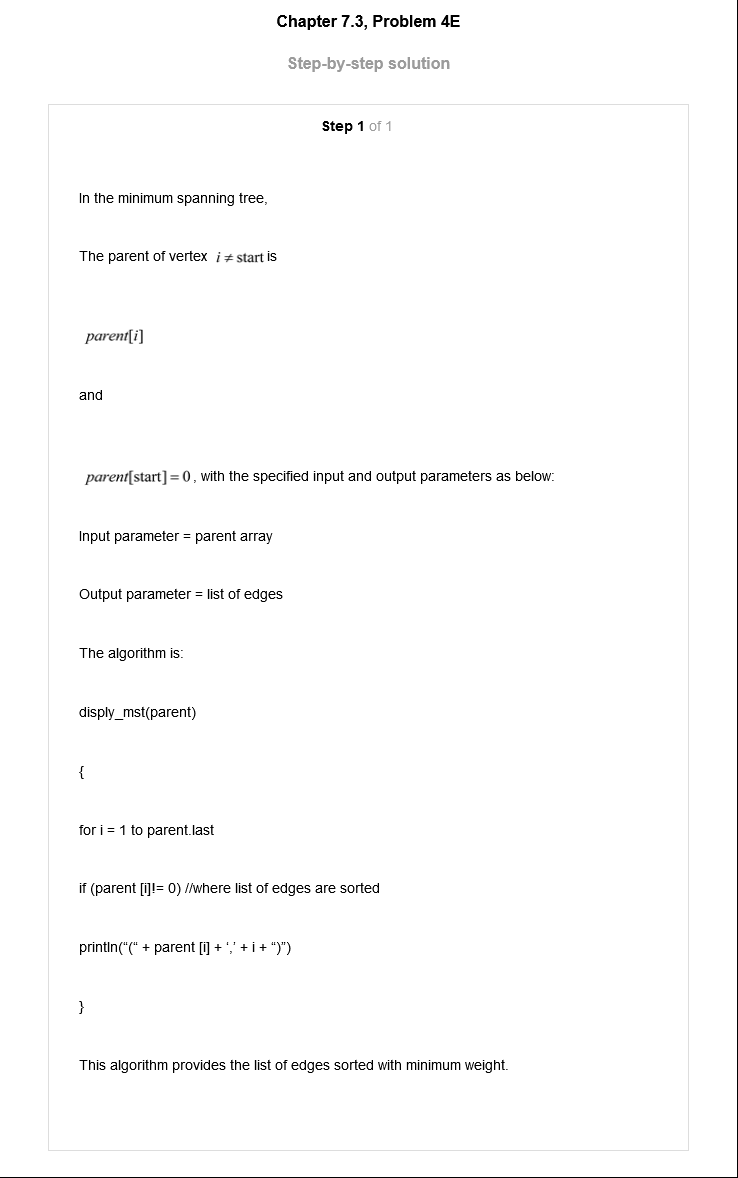 Chapter 7.3, Problem 4E
Step-by-step solution
Step 1 of 1
In the minimum spanning tree,
The parent of vertex i ≠ start is
parent[i]
and
parent[start] = 0, with the specified input and output parameters as below:
Input parameter = parent array
Output parameter = list of edges
The algorithm is:
disply_mst(parent)
{
for i = 1 to parent.last
if (parent [i]!= 0) //where list of edges are sorted
println(“(“ + parent [i] + ‘,’ + i + “)”)
}
This algorithm provides the list of edges sorted with minimum weight.